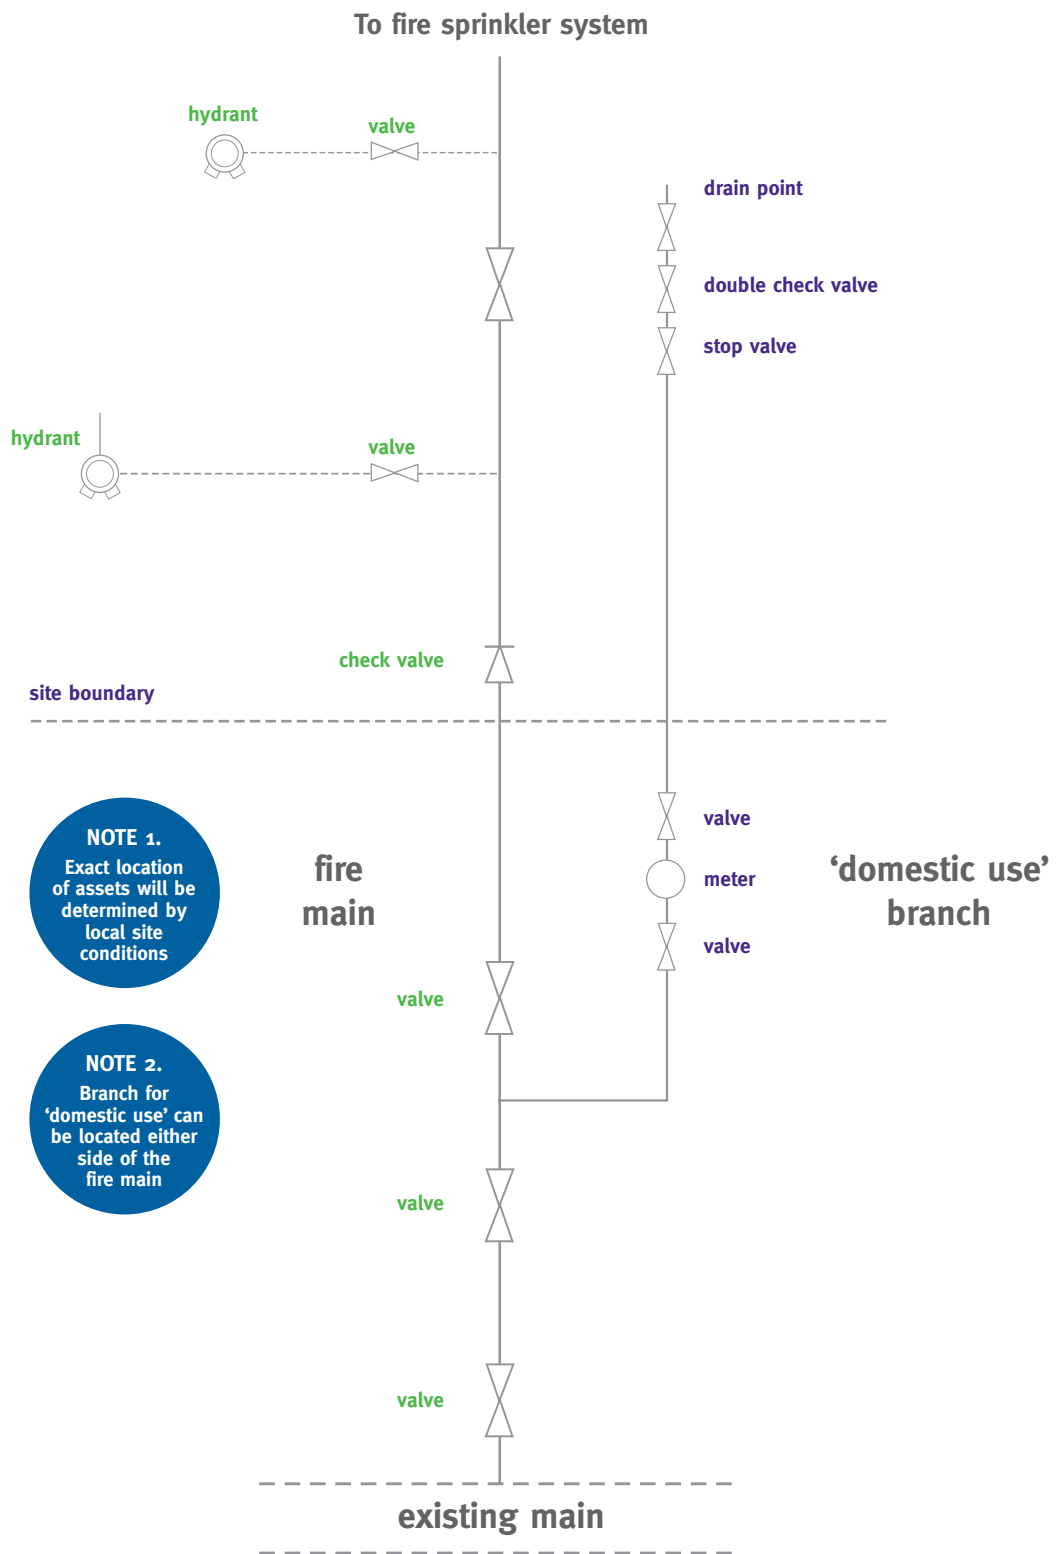 To fire sprinkler system
hydrant
valve
drain point
double check valve
stop valve
hydrant
valve
check valve
site boundary
NOTE 1.
Exact location
of assets will be
determined by
local site
conditions
fire
main
valve
meter
valve
‘domestic use’
branch
valve
NOTE 2.
Branch for
‘domestic use’ can
be located either
side of the
fire main
valve
valve
existing main